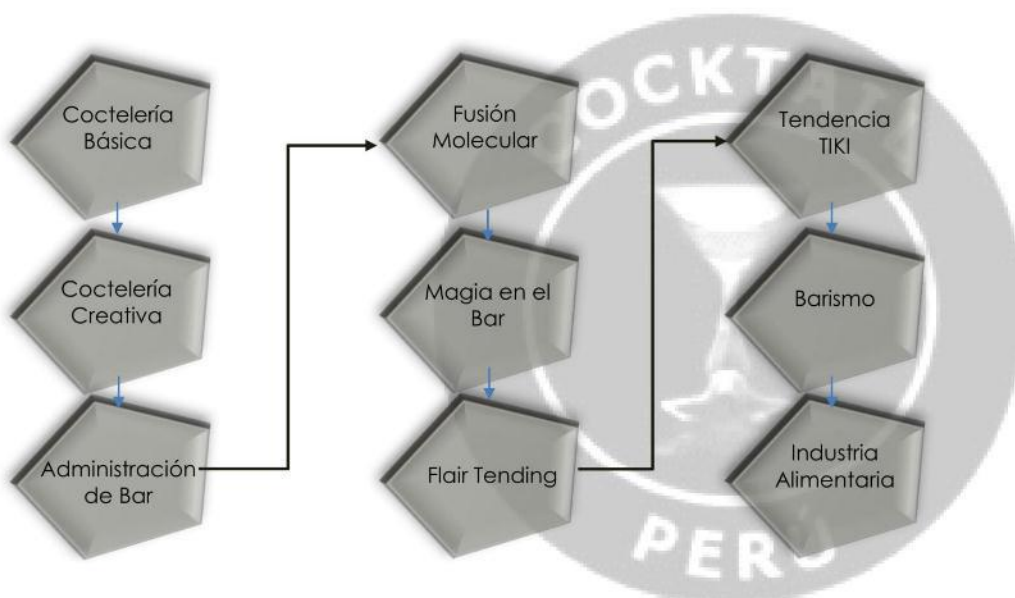 Coctelería
Básica
Coctelería
Creativa
Administración
de Bar
Fusión
Molecular
Magia en el
Bar
Flair Tending
Tendencia
TIKI
Barismo
Industria
Alimentaria
PERÚ